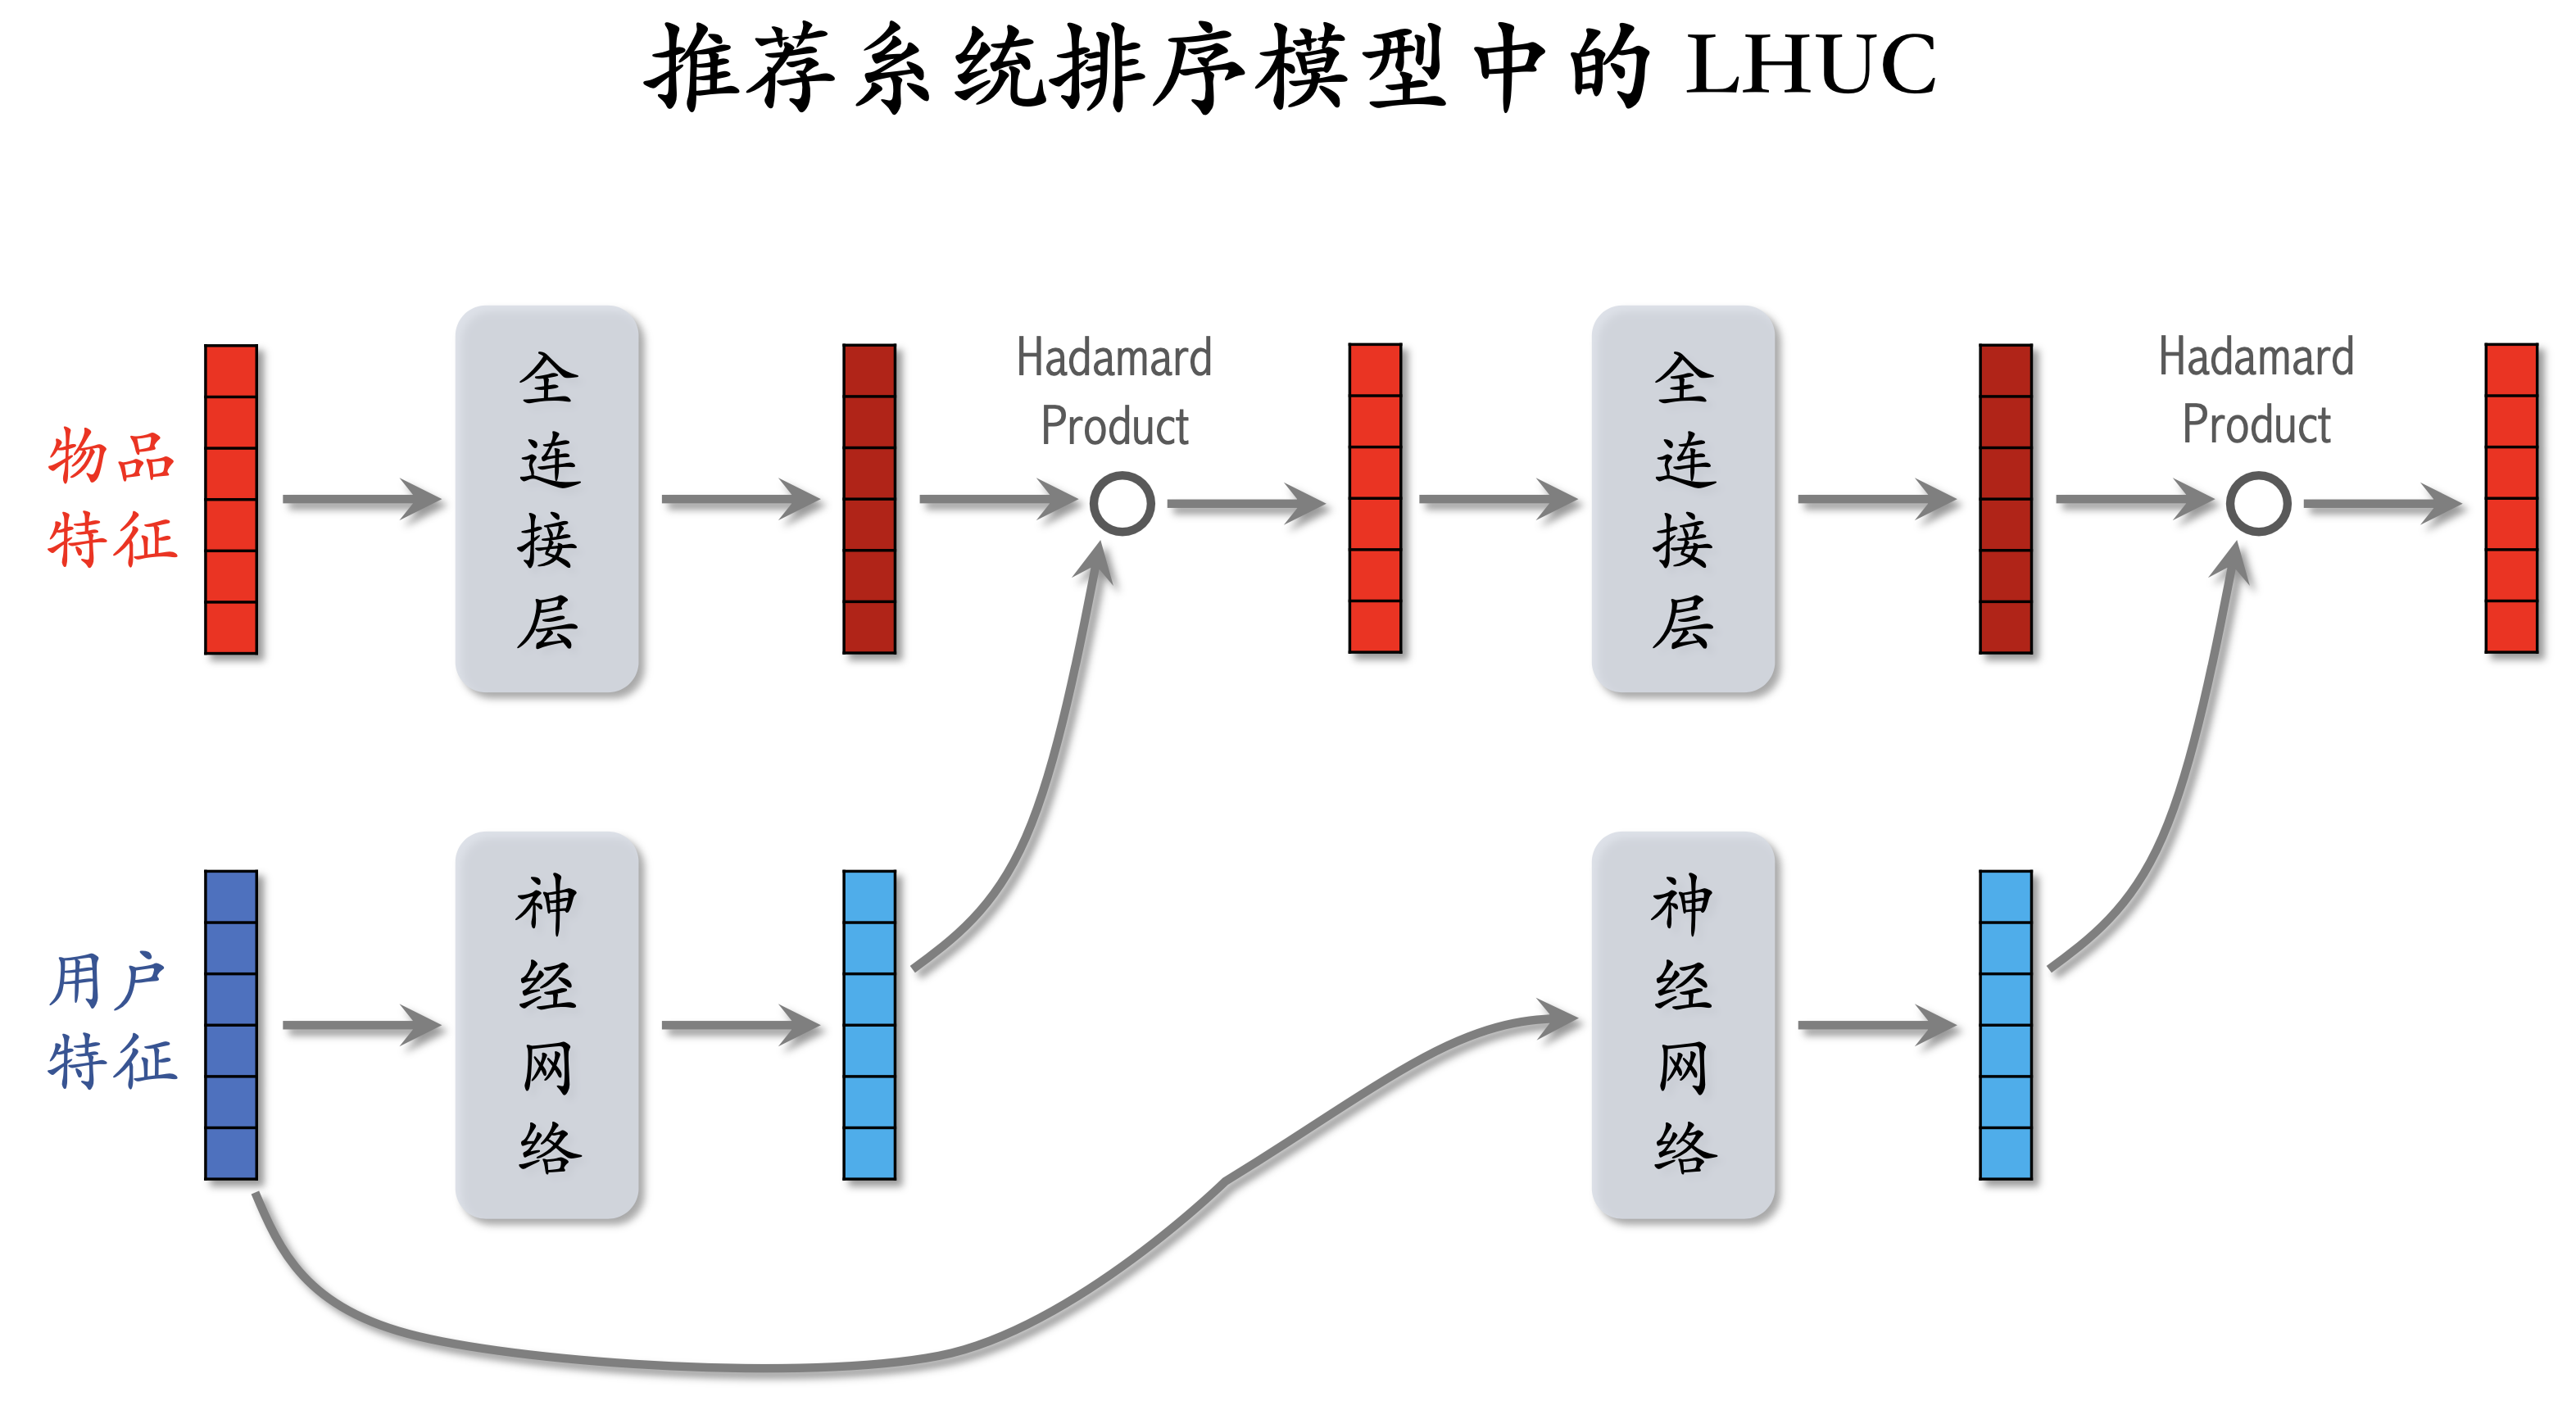 推荐系统排序模型中的 LHUC
物品
特征
全
连
接
层
Hadamard
Product
全
连
接
层
Hadamard
Product
用户
特征
神
经
网
络
神
经
网
络